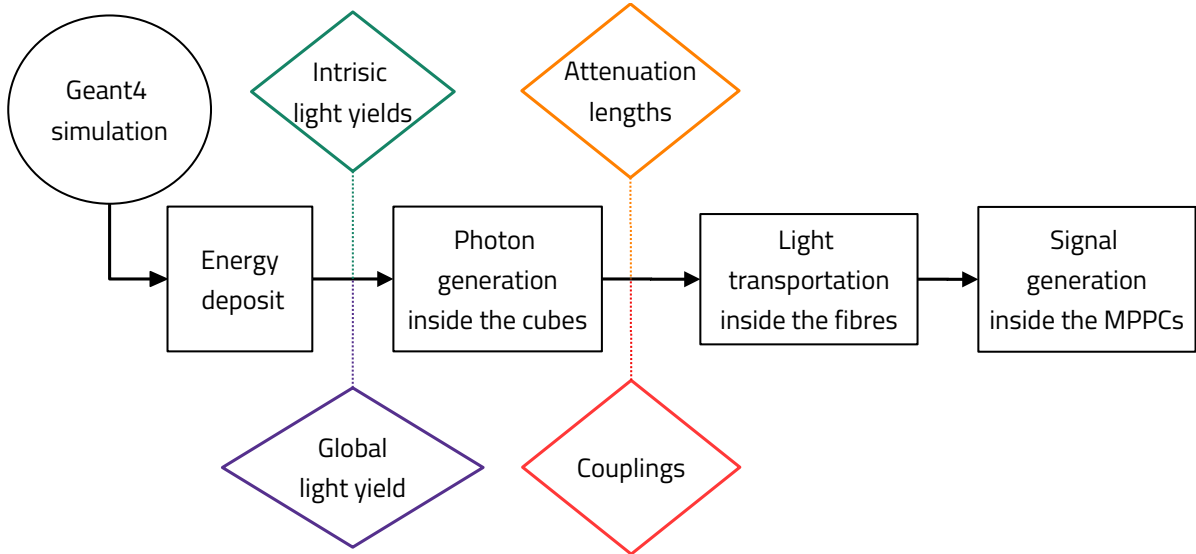 Geant4
simulation
Intrisic
light yields
Attenuation
lengths
Energy
deposit
Photon
generation
inside the cubes
Light
transportation
inside the fibres
Signal
generation
inside the MPPCs
Global
light yield
Couplings